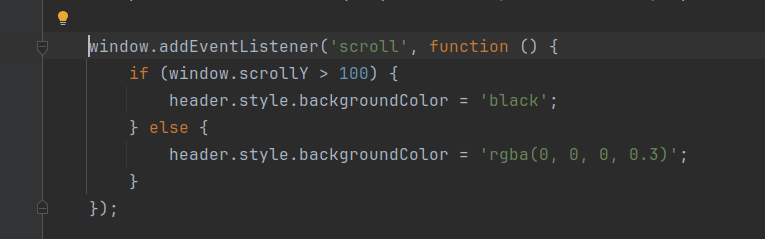 window.addEventListener('scroll', function () {
    if (window.scrollY > 100) {
        header.style.backgroundColor = 'black';
    } else {
        header.style.backgroundColor = 'rgba(0, 0, 0, 0.3)';
    }
});